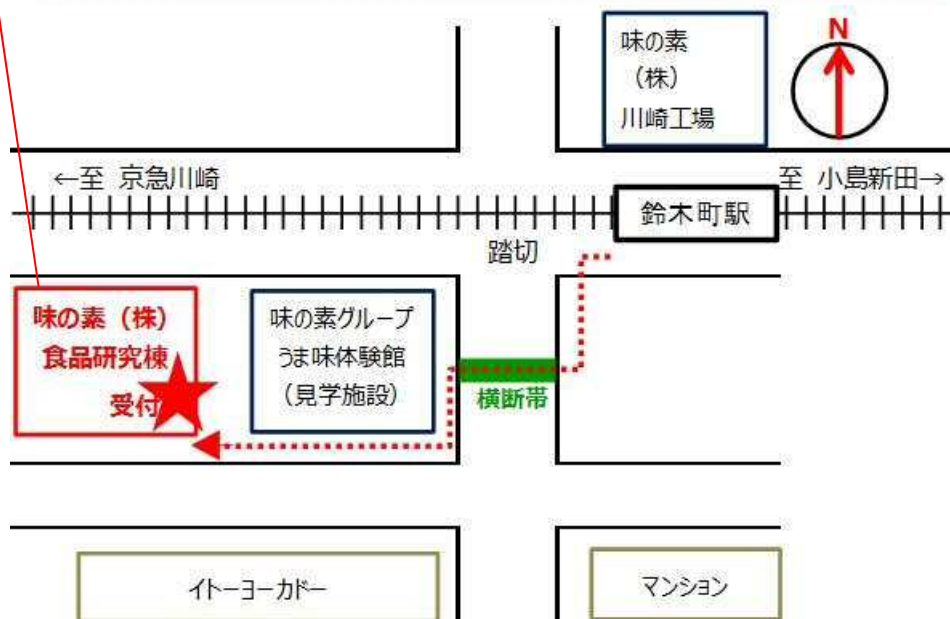 味の素
（株）
川崎工場
N
←至 京急川崎
至 小島新田→
鈴木町駅
踏切
味の素（株）
食品研究棟
受付
味の素グループ
うま味体験館
（見学施設）
横断帯
イトーヨーカドー
マンション